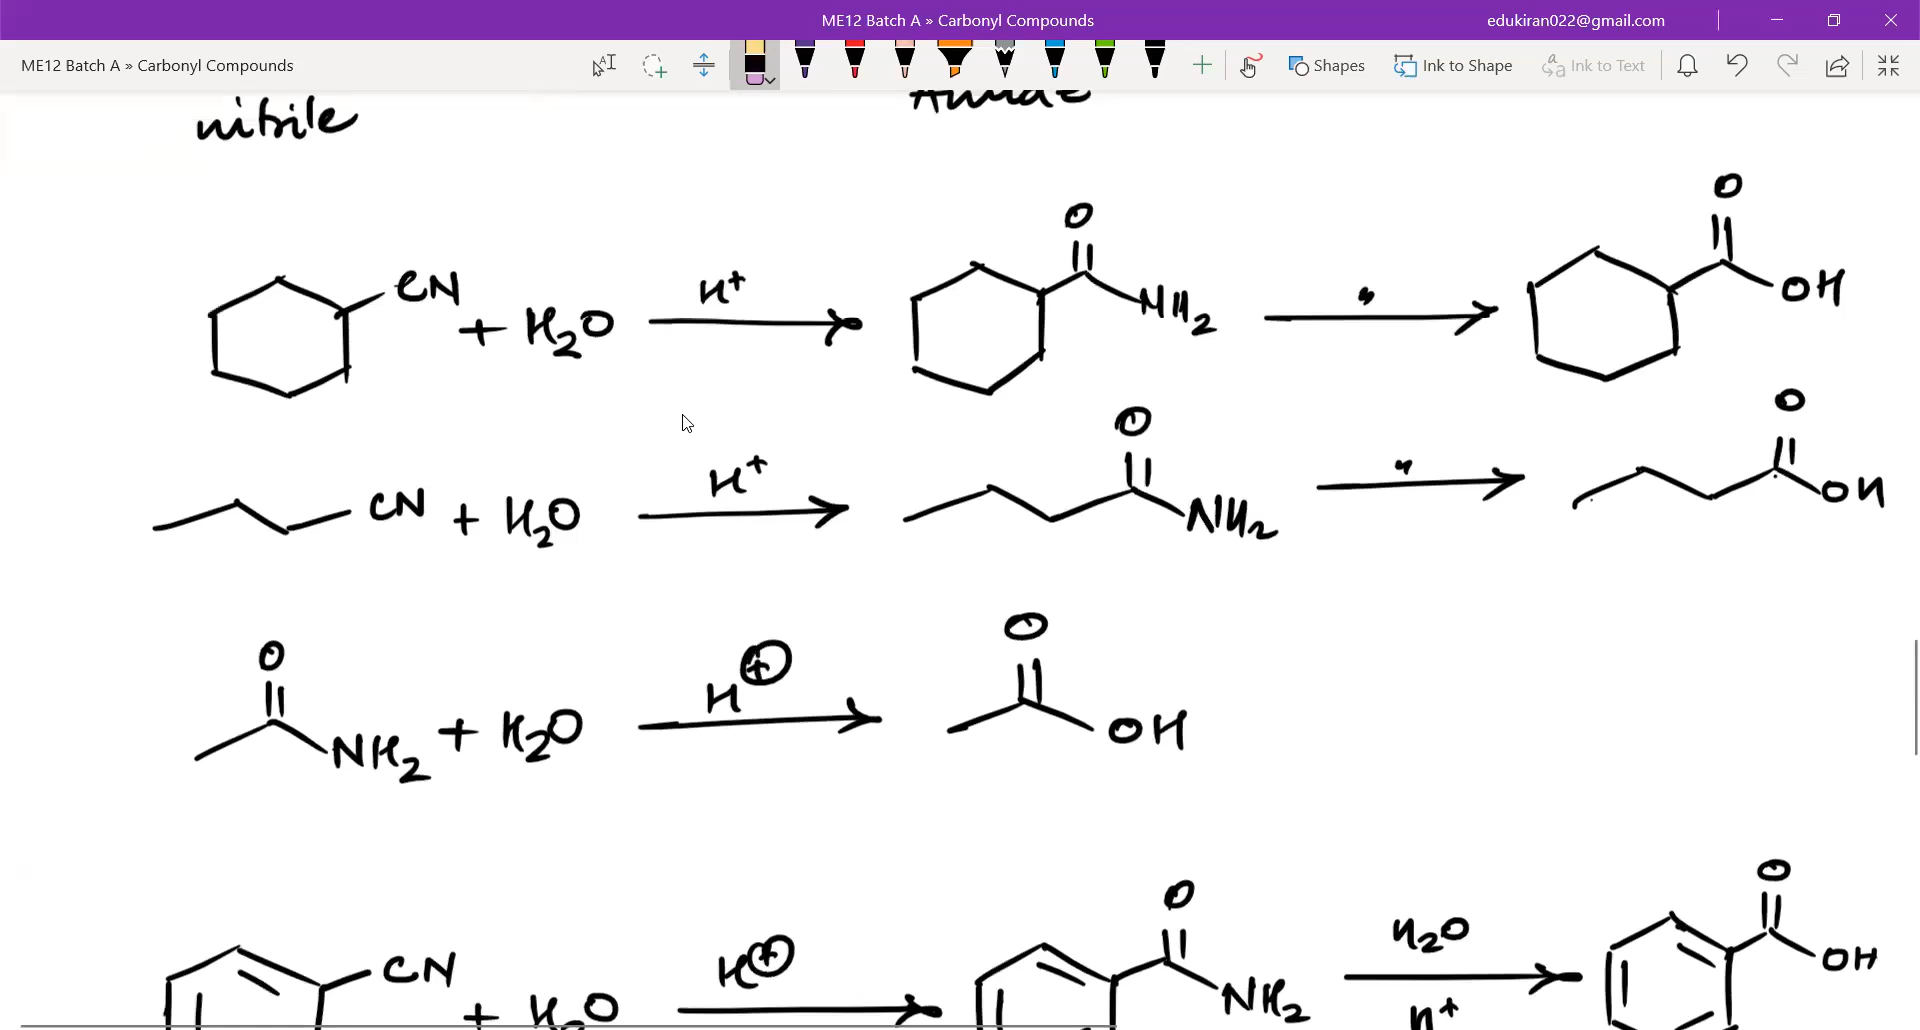 ME12 Batch A » Carbonyl Compounds
edukiran022@gmail.com
ME12 Batch A » Carbonyl Compounds
Shapes
Ink to Shape
Ink to Text
nitrile
CN + H2O
H+
O
NH2
O
OH
CN + H2O
H+
O
NH2
O
OH
O
NH2 + H2O
H+
O
OH
CN + H2O
H+
O
NH2
H2O
H+
O
OH